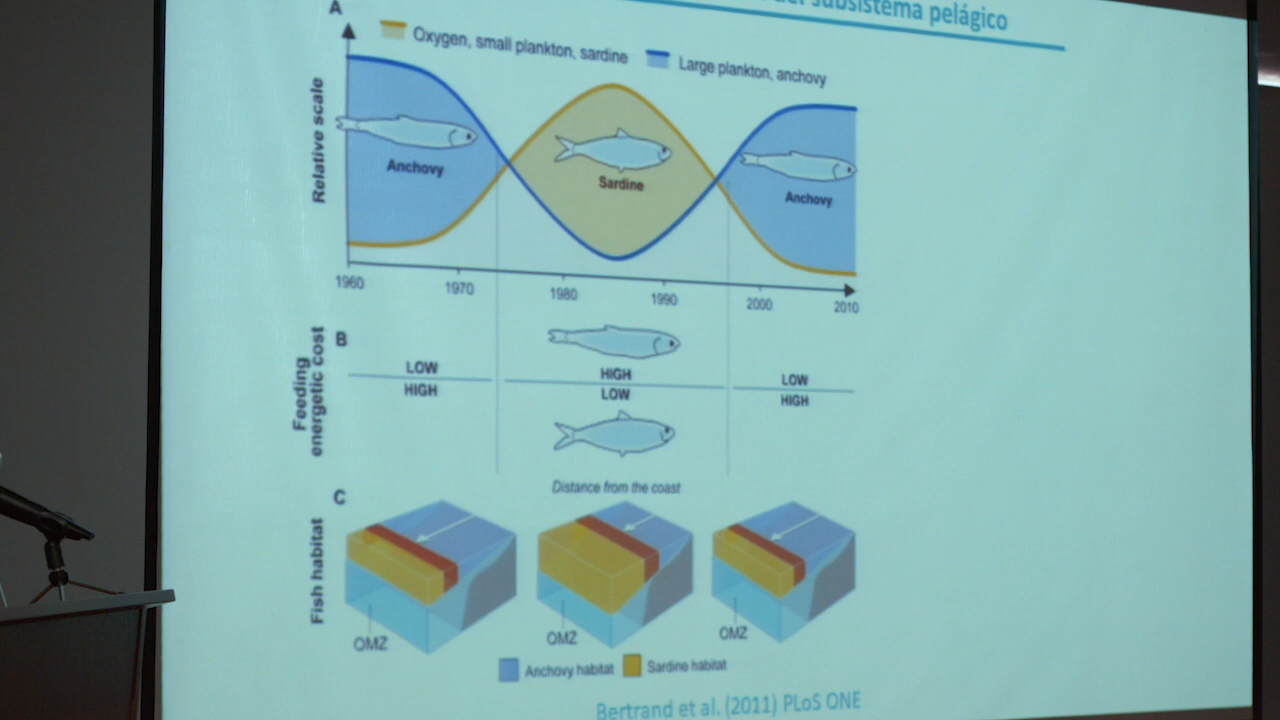 del subsistema pelágico
A
Oxygen, small plankton, sardine
Large plankton, anchovy
Relative scale
Anchovy
Sardine
Anchovy
1960 1970 1980 1990 2000 2010
B
Feeding
energetic cost
LOW
HIGH
HIGH
LOW
LOW
HIGH
C
Distance from the coast
Fish habitat
OMZ
OMZ
OMZ
Anchovy habitat
Sardine habitat
Bertrand et al. (2011) PLoS ONE